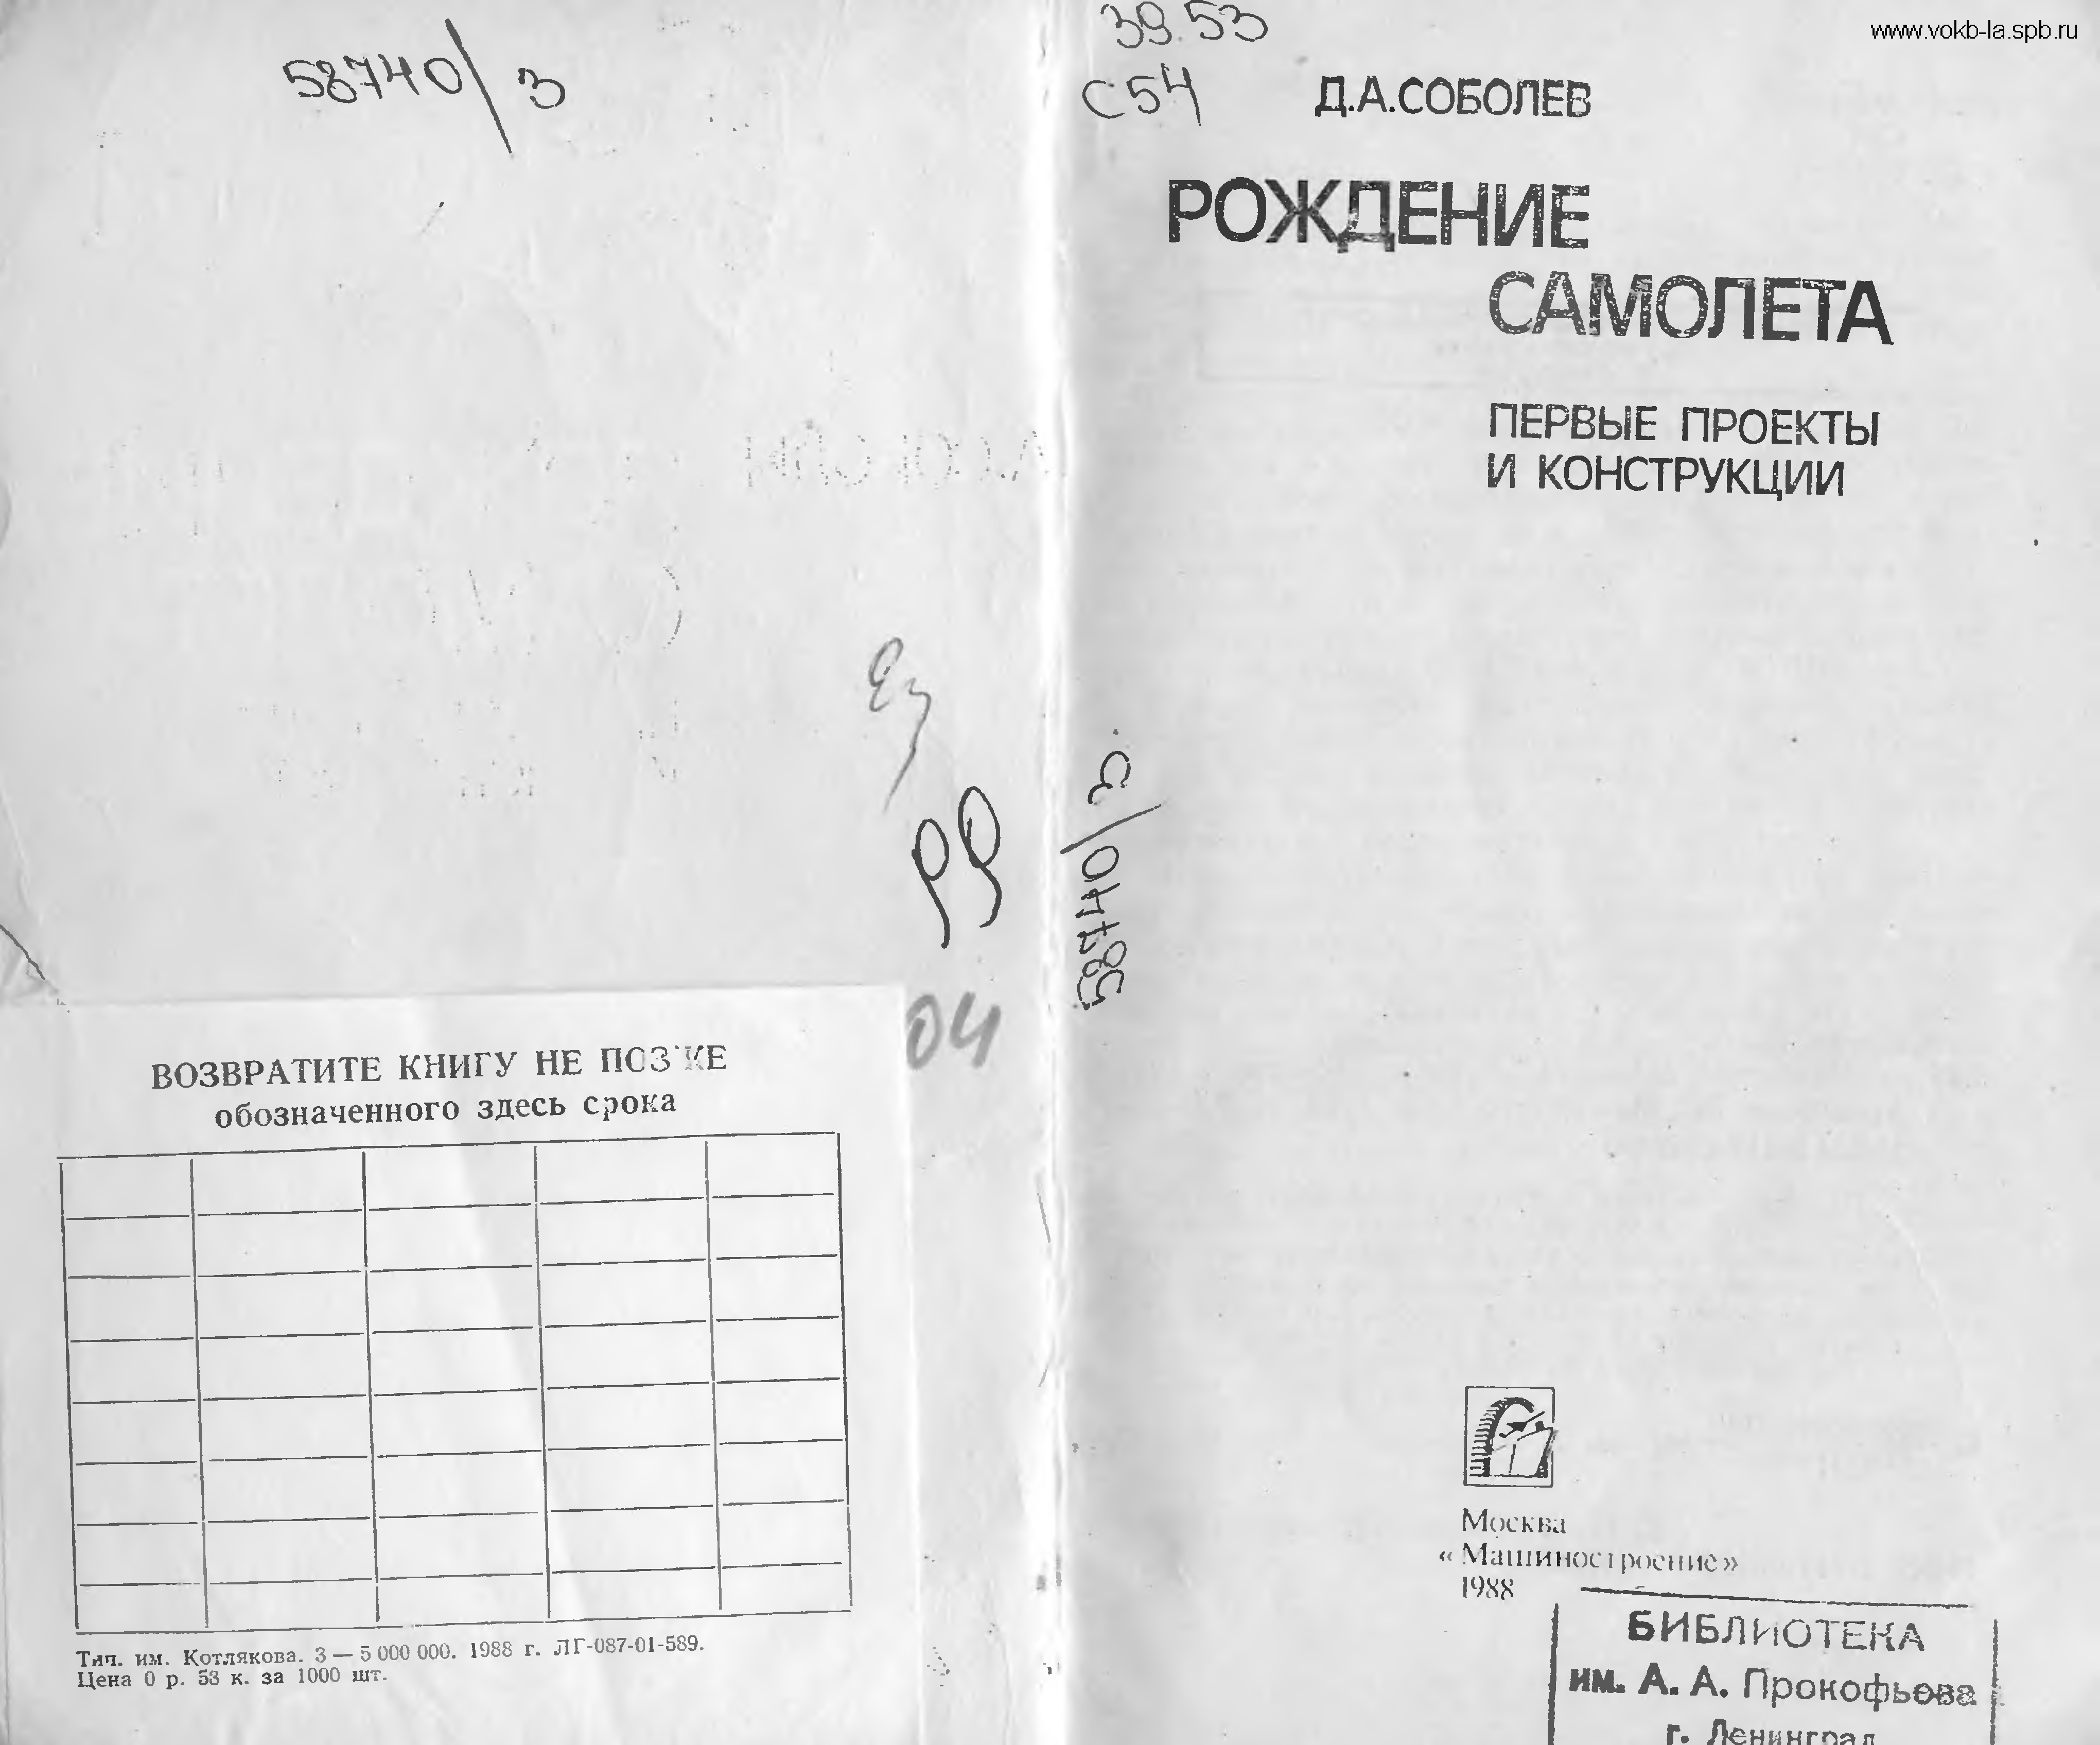 58740/3
ВОЗВРАТИТЕ КНИГУ НЕ ПОЗЖЕ
обозначенного здесь срока
Тип. им. Котлякова. З — 5 000 000. 1988 г. ЛГ-087-01-589.
Цена 0 р. 53 к. за 1000 шт.
04
www.vokb-la.spb.ru
39.53
С54
Д.А.СОБОЛЕВ
РОЖДЕНИЕ
САМОЛЕТА
ПЕРВЫЕ ПРОЕКТЫ
И КОНСТРУКЦИИ
58740/3
Москва
«Машиностроение»
1988
БИБЛИОТЕКА
им. А. А. Прокофьева
г. Ленинград